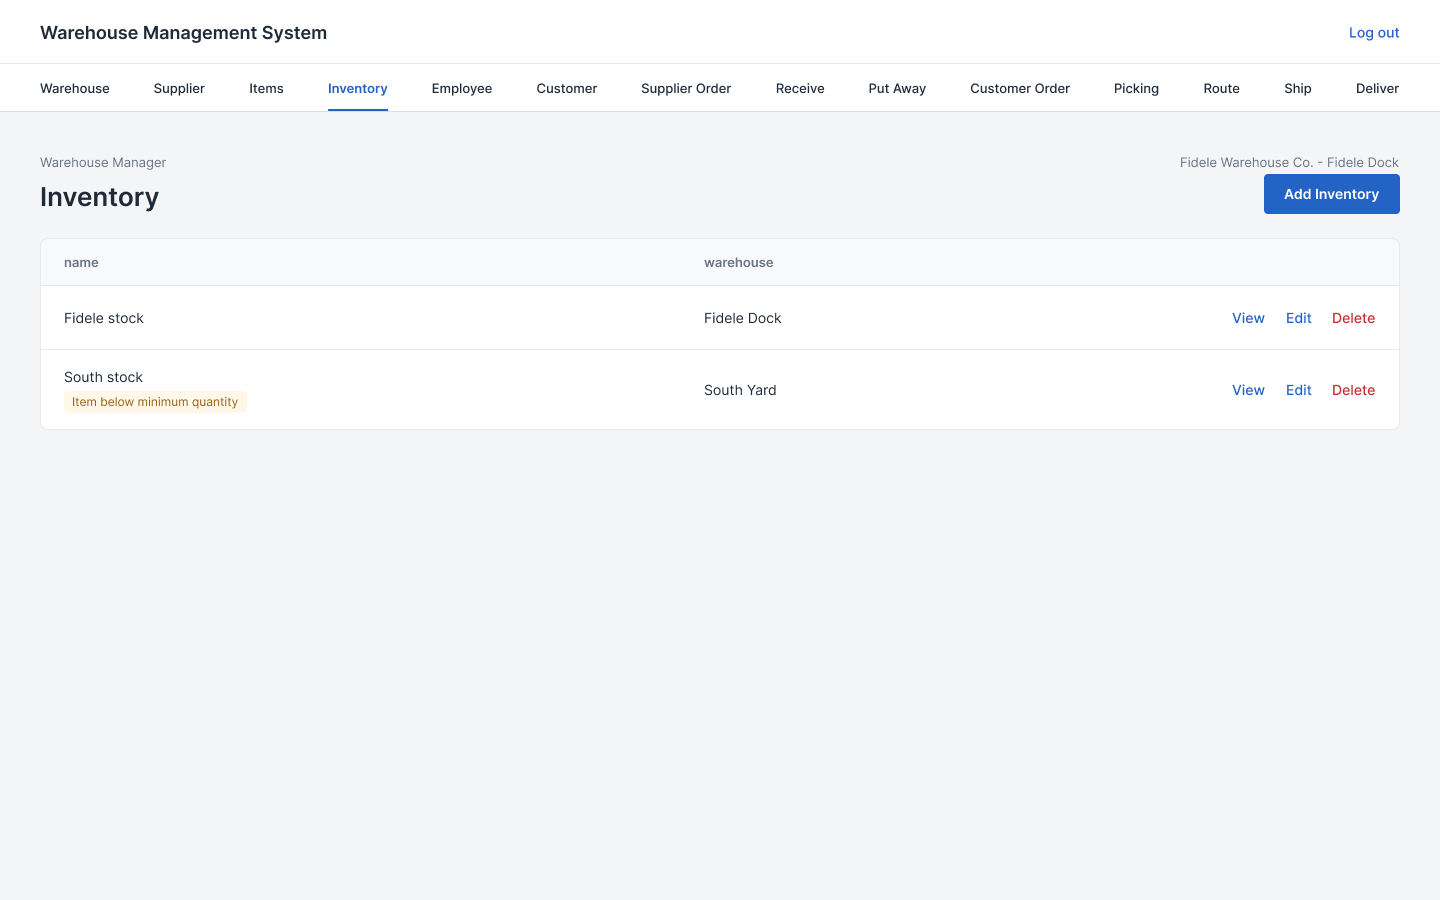 Warehouse Management System
Log out
Warehouse Supplier Items Inventory Employee Customer Supplier Order Receive Put Away Customer Order Picking Route Ship Deliver
Warehouse Manager
Fidele Warehouse Co. - Fidele Dock
Inventory
Add Inventory
name warehouse
Fidele stock Fidele Dock View Edit Delete
South stock
Item below minimum quantity
South Yard View Edit Delete